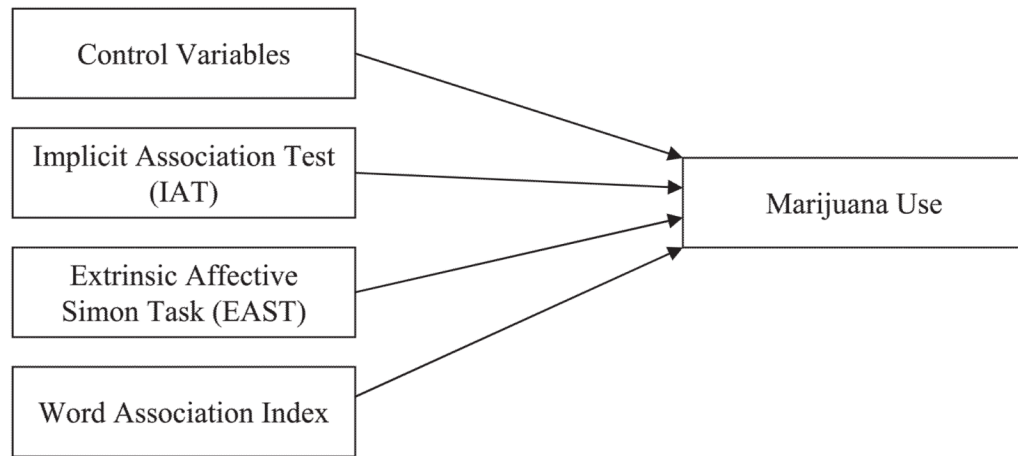 Control Variables
Implicit Association Test
(IAT)
Extrinsic Affective
Simon Task (EAST)
Word Association Index
Marijuana Use